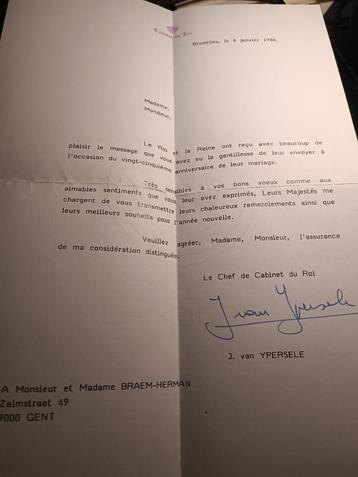 Cabinet du Roi
Bruxelles, le 8 janvier 1986.
Madame,
Monsieur,
Le Roi et la Reine ont reçu avec beaucoup de
plaisir le message que vous avez eu la gentillesse de leur envoyer à
l'occasion du vingt-cinquième anniversaire de leur mariage.
Très sensibles à vos bons voeux comme aux
aimables sentiments que vous leur avez exprimés, Leurs Majestés me
chargent de vous transmettre leurs chaleureux remerciements ainsi que
leurs meilleurs souhaits pour l'année nouvelle.
Veuillez agréer, Madame, Monsieur, l'assurance
de ma considération distinguée.
Le Chef de Cabinet du Roi
J van Ypersele
J. van YPERSELE
A Monsieur et Madame BRAEM-HERMAN
Zalmstraat 49
9000 GENT